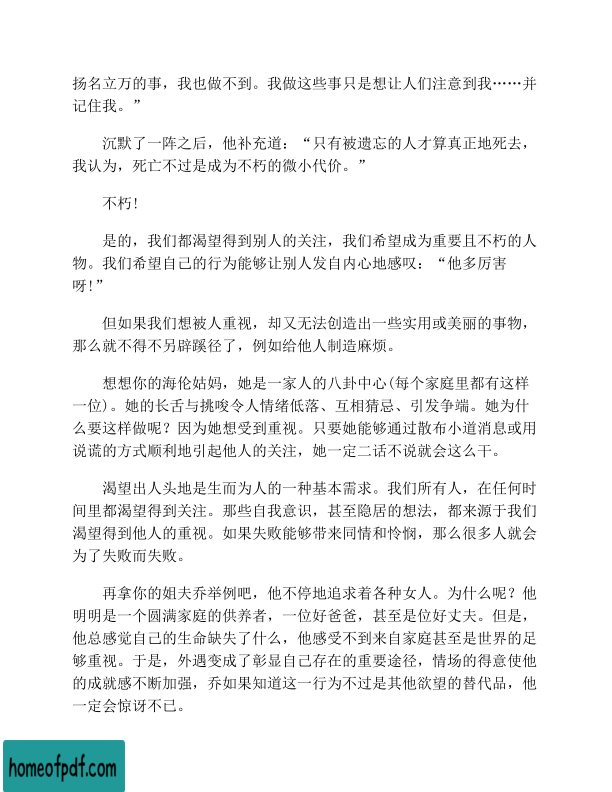 扬名立万的事，我也做不到。我做这些事只是想让人们注意到我……并
记住我。”
沉默了一阵之后，他补充道：“只有被遗忘的人才算真正地死去，
我认为，死亡不过是成为不朽的微小代价。”
不朽!
是的，我们都渴望得到别人的关注，我们希望成为重要且不朽的人
物。我们希望自己的行为能够让别人发自内心地感叹：“他多厉害
呀!”
但如果我们想被人重视，却又无法创造出一些实用或美丽的事物，
那么就不得不另辟蹊径了，例如给他人制造麻烦。
想想你的海伦姑妈，她是一家人的八卦中心(每个家庭里都有这样
一位)。她的长舌与挑唆令人情绪低落、互相猜忌、引发争端。她为什
么要这样做呢？因为她想受到重视。只要她能够通过散布小道消息或用
说谎的方式顺利地引起他人的关注，她一定二话不说就会这么干。
渴望出人头地是生而为人的一种基本需求。我们所有人，在任何时
间里都渴望得到关注。那些自我意识，甚至隐居的想法，都来源于我们
渴望得到他人的重视。如果失败能够带来同情和怜悯，那么很多人就会
为了失败而失败。
再拿你的姐夫乔举例吧，他不停地追求着各种女人。为什么呢？他
明明是一个圆满家庭的供养者，一位好爸爸，甚至是位好丈夫。但是，
他总感觉自己的生命缺失了什么，他感受不到来自家庭甚至是世界的足
够重视。于是，外遇变成了彰显自己存在的重要途径，情场的得意使他
的成就感不断加强，乔如果知道这一行为不过是其他欲望的替代品，他
一定会惊讶不已。
homeofpdf.com